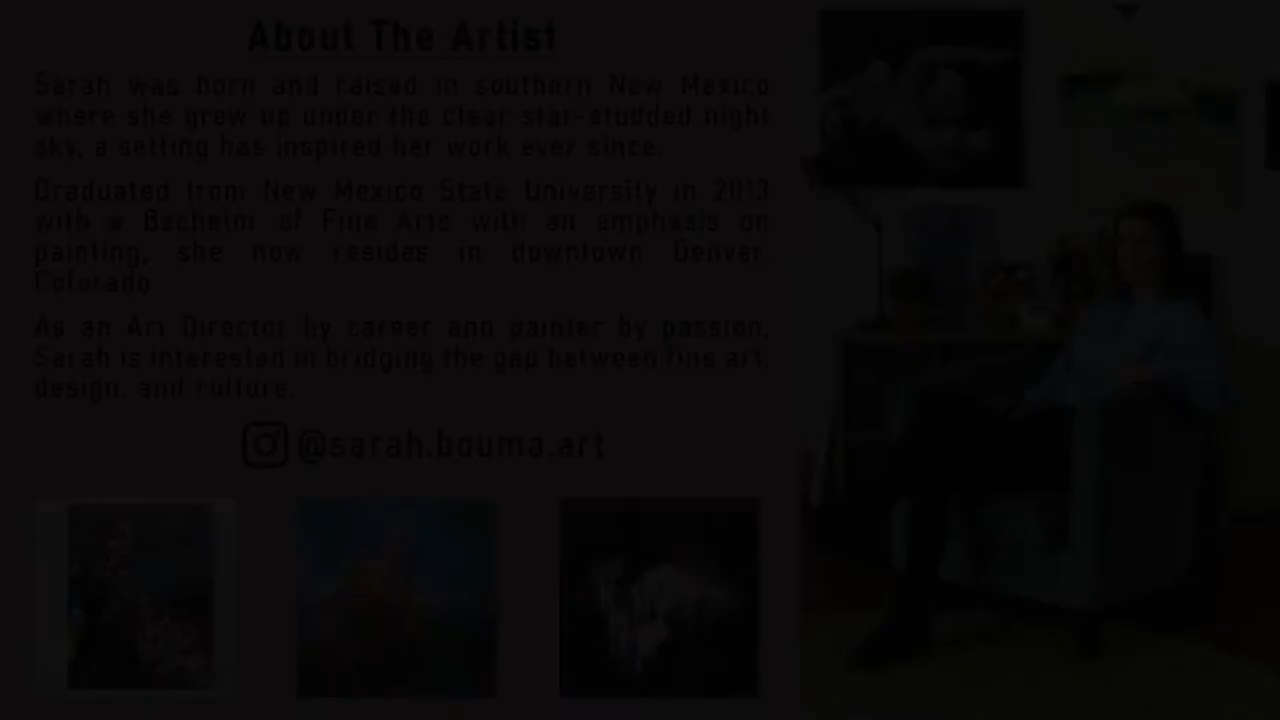 About The Artist
Sarah was born and raised in southern New Mexico
where she grew up under the clear star-studded night
sky, a setting has inspired her work ever since.
Graduated from New Mexico State University in 2013
with a Bachelor of Fine Arts with an emphasis on
painting, she now resides in downtown Denver,
Colorado
As an Art Director by career and painter by passion,
Sarah is interested in bridging the gap between fine art,
design, and culture.
@sarah.bouma.art